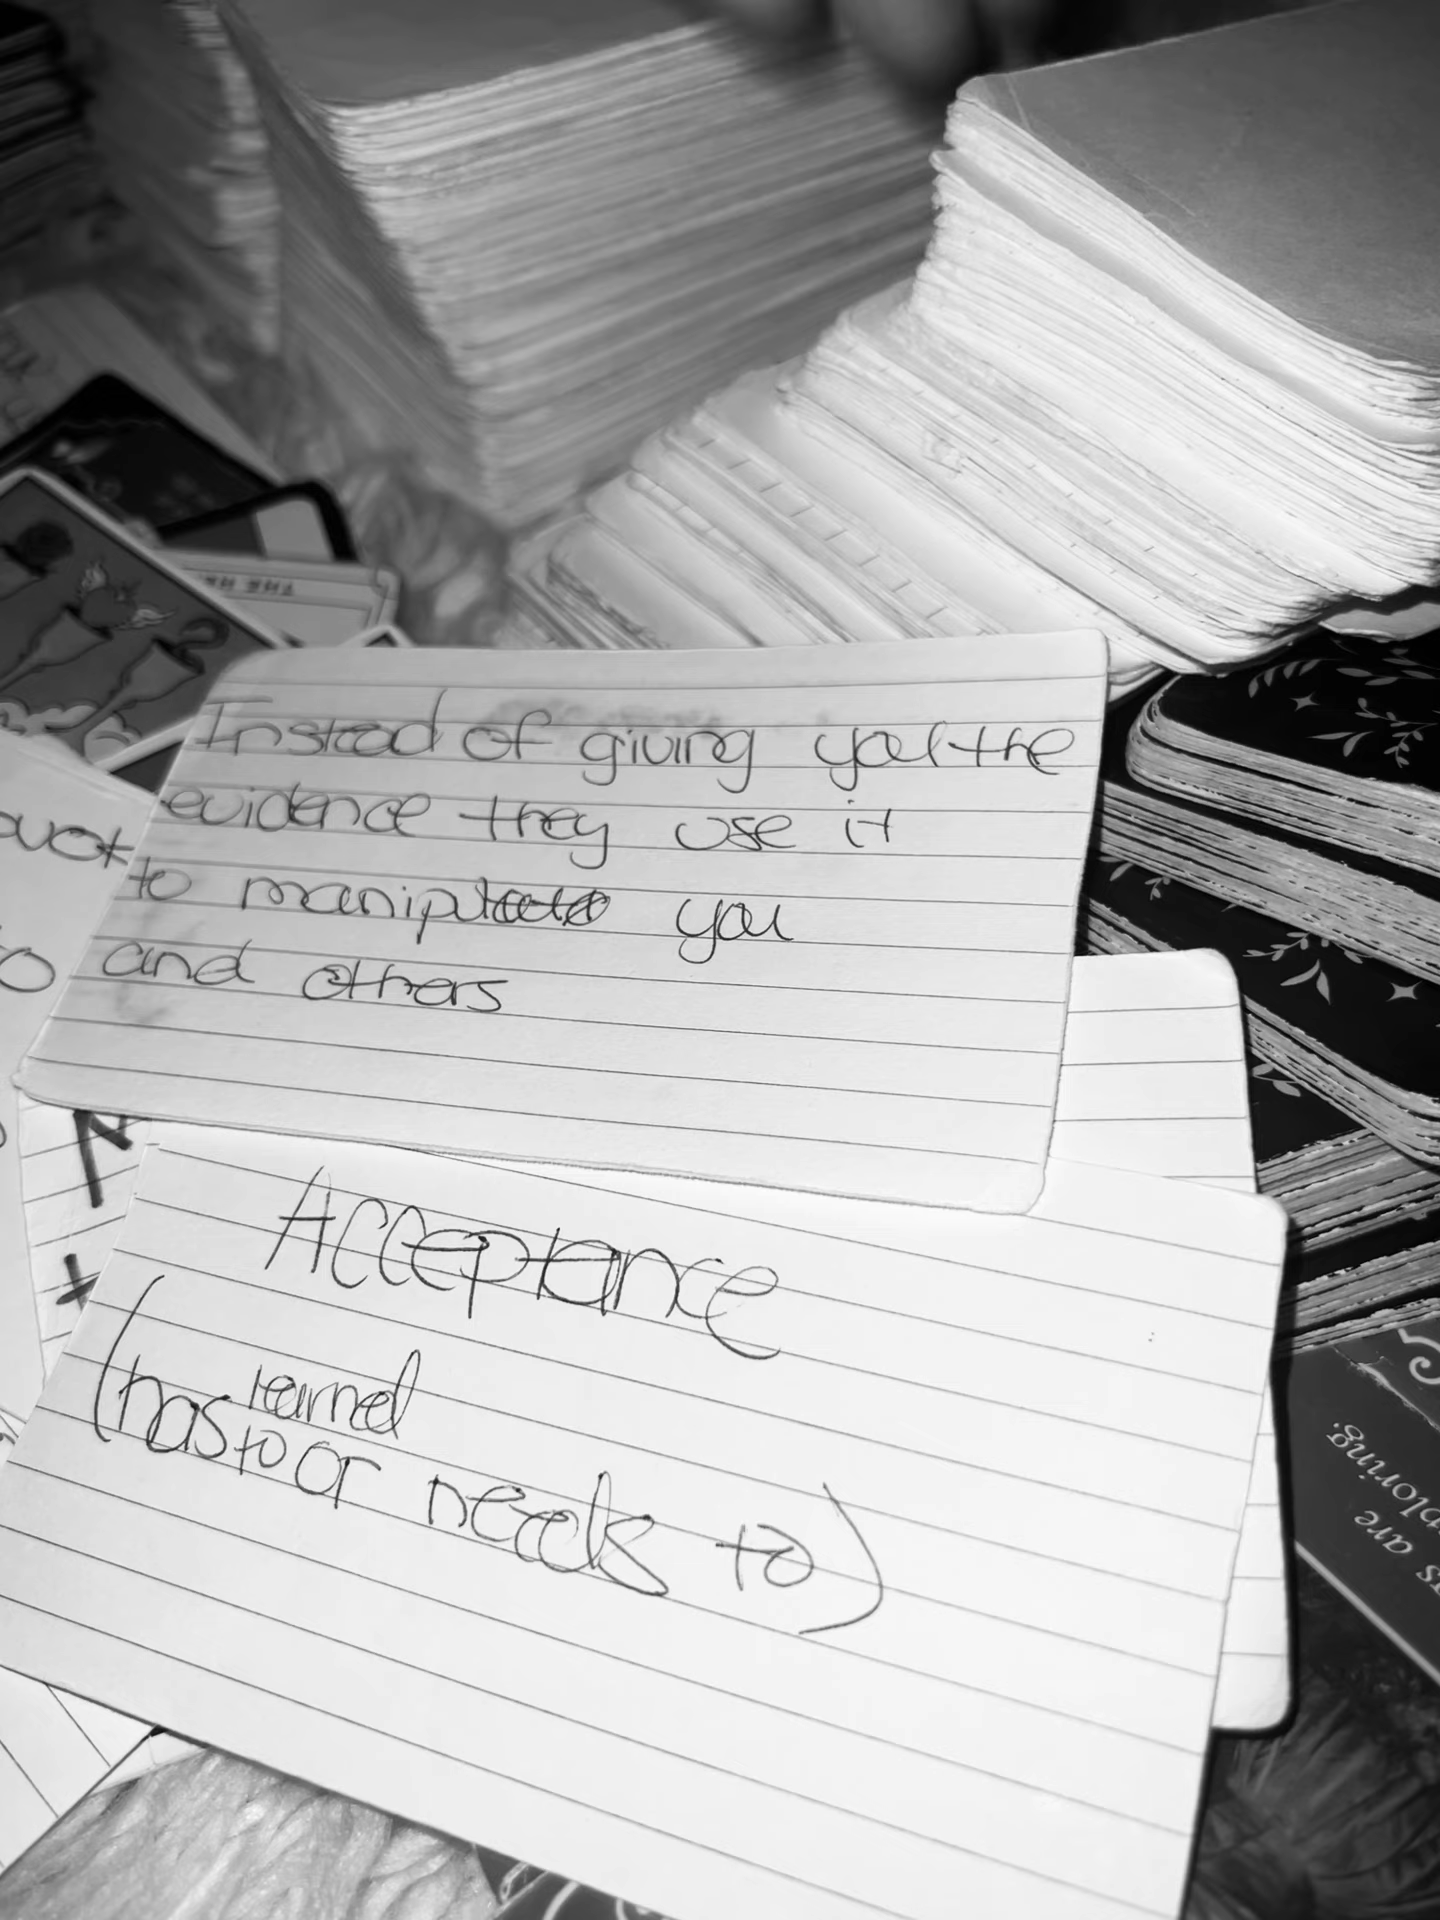 Instead of giving you the
evidence they use it
to manipulate you
and others
Acceptance
learned
(has to or needs to)
are